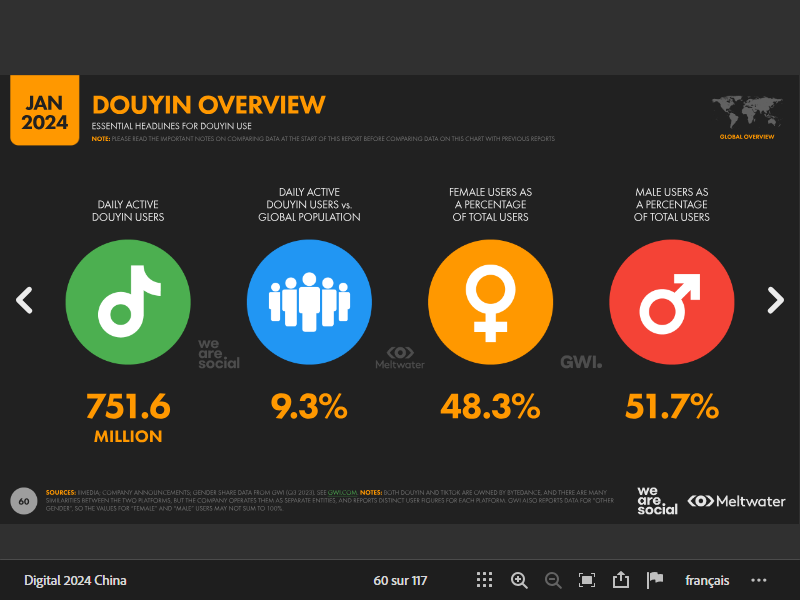 JAN
2024
DOUYIN OVERVIEW
ESSENTIAL HEADLINES FOR DOUYIN USE
NOTE: PLEASE READ THE IMPORTANT NOTES ON COMPARING DATA AT THE START OF THIS REPORT BEFORE COMPARING DATA ON THIS CHART WITH PREVIOUS REPORTS
GLOBAL OVERVIEW
DAILY ACTIVE
DOUYIN USERS
DAILY ACTIVE
DOUYIN USERS vs.
GLOBAL POPULATION
FEMALE USERS AS
A PERCENTAGE
OF TOTAL USERS
MALE USERS AS
A PERCENTAGE
OF TOTAL USERS
we
are
social
Meltwater
GWI.
751.6
MILLION
9.3%
48.3%
51.7%
60
SOURCES: EMEDIA; COMPANY ANNOUNCEMENTS; GENDER SHARE DATA FROM GWI (Q3 2023). SEE GWI.COM. NOTES: BOTH DOUYIN AND TIKTOK ARE OWNED BY BYTEDANCE, AND THERE ARE MANY
SIMILARITIES BETWEEN THE TWO PLATFORMS, BUT THE COMPANY OPERATES THEM AS SEPARATE ENTITIES, AND REPORTS DISTINCT USER FIGURES FOR EACH PLATFORM. GWI ALSO REPORTS DATA FOR "OTHER
GENDER", SO THE VALUES FOR "FEMALE" AND "MALE" USERS MAY NOT SUM TO 100%.
we
are
social
Meltwater
Digital 2024 China
60 sur 117
français